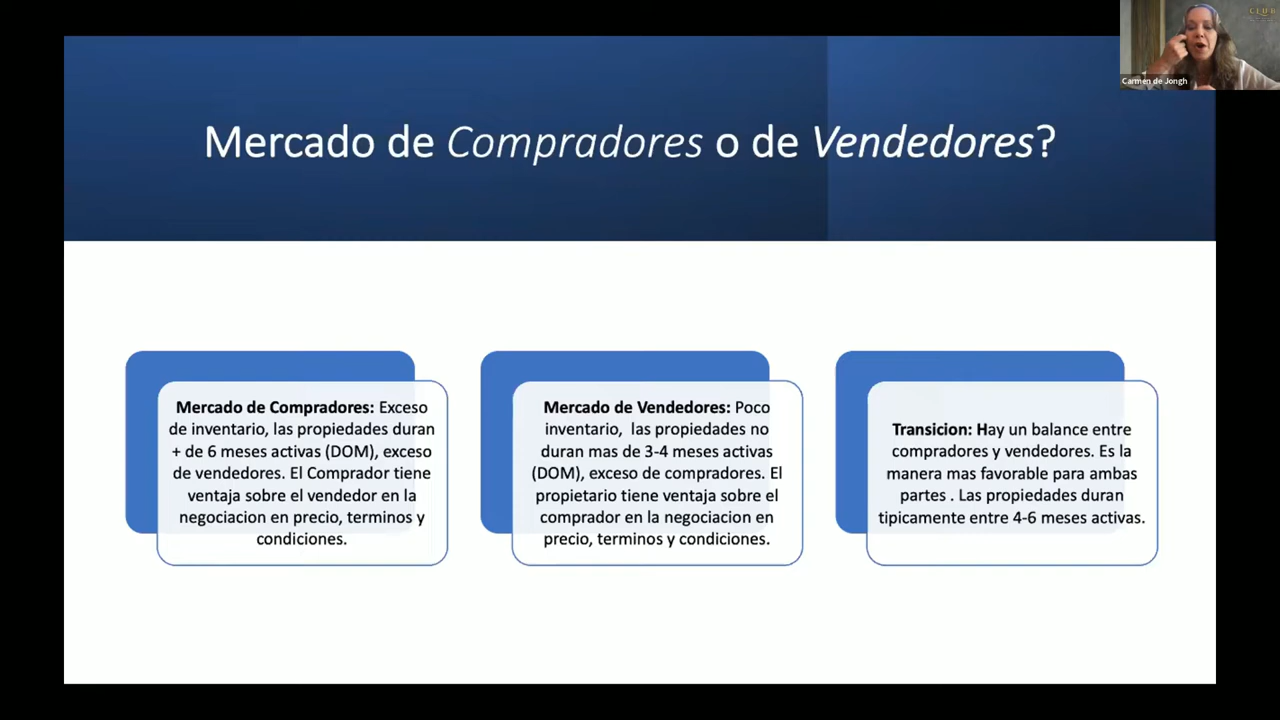 CLUB
Carmen de Jongh
Mercado de Compradores o de Vendedores?
Mercado de Compradores: Exceso
de inventario, las propiedades duran
+ de 6 meses activas (DOM), exceso
de vendedores. El Comprador tiene
ventaja sobre el vendedor en la
negociacion en precio, terminos y
condiciones.
Mercado de Vendedores: Poco
inventario,  las propiedades no
duran mas de 3-4 meses activas
(DOM), exceso de compradores. El
propietario tiene ventaja sobre el
comprador en la negociacion en
precio, terminos y condiciones.
Transicion: Hay un balance entre
compradores y vendedores. Es la
manera mas favorable para ambas
partes . Las propiedades duran
tipicamente entre 4-6 meses activas.